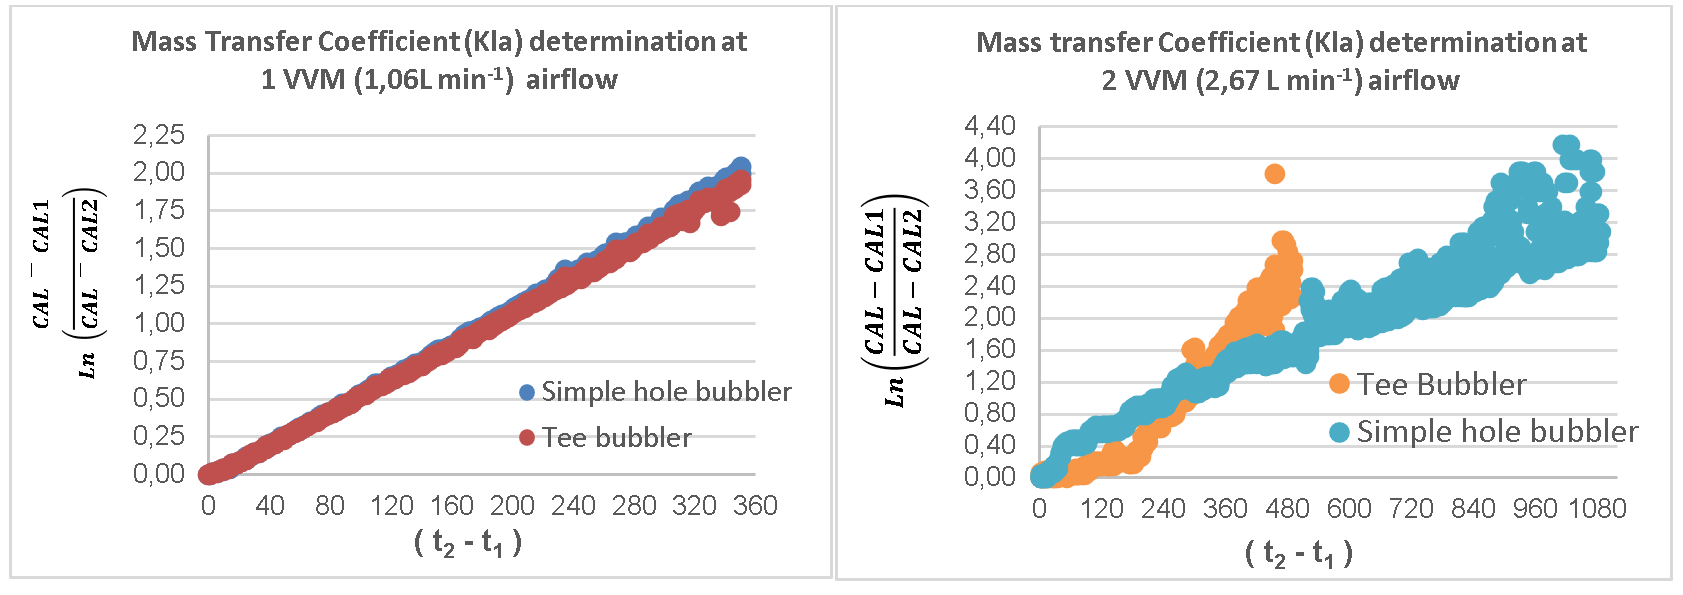 Mass Transfer Coefficient (Kla) determination at
1 VVM (1,06L min-1) airflow
2,25
2,00
1,75
1,50
1,25
1,00
0,75
0,50
0,25
0,00
Ln (CAL − CAL1 / CAL − CAL2)
Simple hole bubbler
Tee bubbler
0 40 80 120 160 200 240 280 320 360
( t2 - t1 )
Mass transfer Coefficient (Kla) determination at
2 VVM (2,67 L min-1) airflow
4,40
4,00
3,60
3,20
2,80
2,40
2,00
1,60
1,20
0,80
0,40
0,00
Ln (CAL − CAL1 / CAL − CAL2)
Tee Bubbler
Simple hole bubbler
0 120 240 360 480 600 720 840 960 1080
( t2 - t1 )